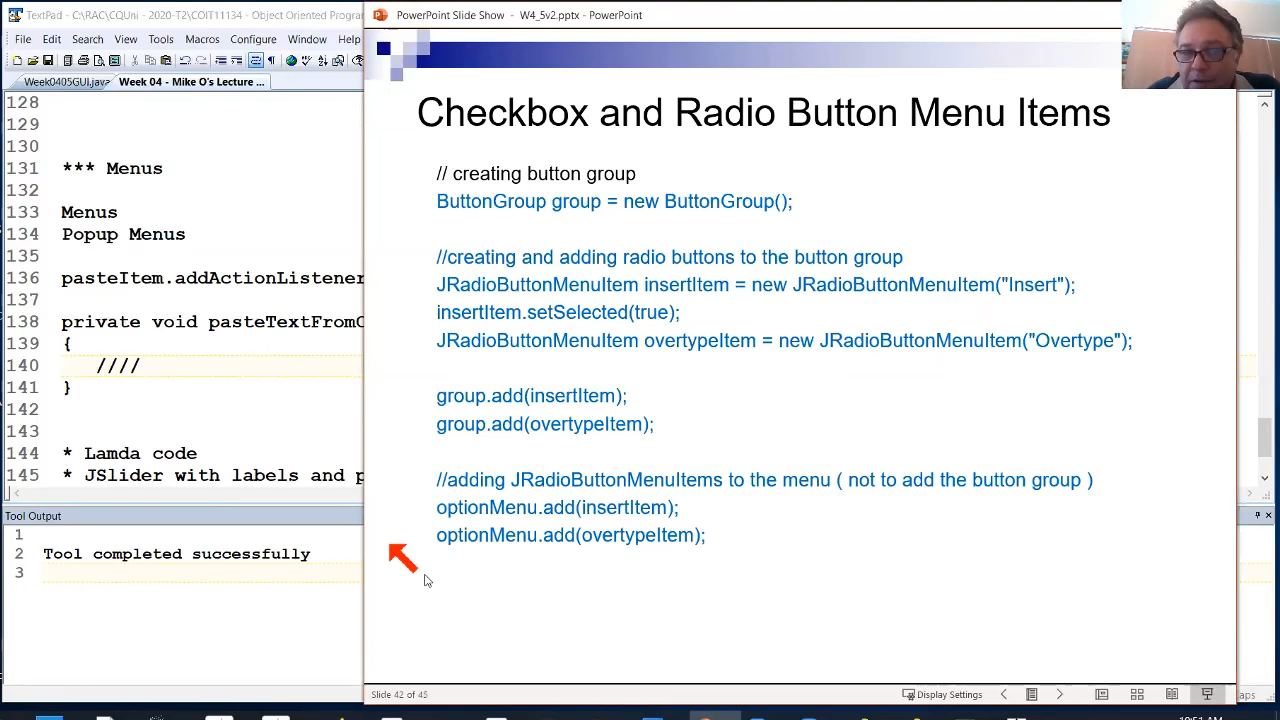 TextPad - C:\RAC\CQUni - 2020-T2\COIT11134 - Object Oriented Progra
File Edit Search View Tools Macros Configure Window Help
Week0405GUI.java Week 04 - Mike O's Lecture ...
128
129
130
131 *** Menus
132
133 Menus
134 Popup Menus
135
136 pasteItem.addActionListener
137
138 private void pasteTextFrom
139 {
140 ////
141 }
142
143
144 * Lamda code
145 * JSlider with labels and p
Tool Output
1
2 Tool completed successfully
3
PowerPoint Slide Show - W4_5v2.pptx - PowerPoint
Checkbox and Radio Button Menu Items
// creating button group
ButtonGroup group = new ButtonGroup();
//creating and adding radio buttons to the button group
JRadioButtonMenuItem insertItem = new JRadioButtonMenuItem("Insert");
insertItem.setSelected(true);
JRadioButtonMenuItem overtypeItem = new JRadioButtonMenuItem("Overtype");
group.add(insertItem);
group.add(overtypeItem);
//adding JRadioButtonMenuItems to the menu ( not to add the button group )
optionMenu.add(insertItem);
optionMenu.add(overtypeItem);
Slide 42 of 45
Display Settings
aps
10:51 AM